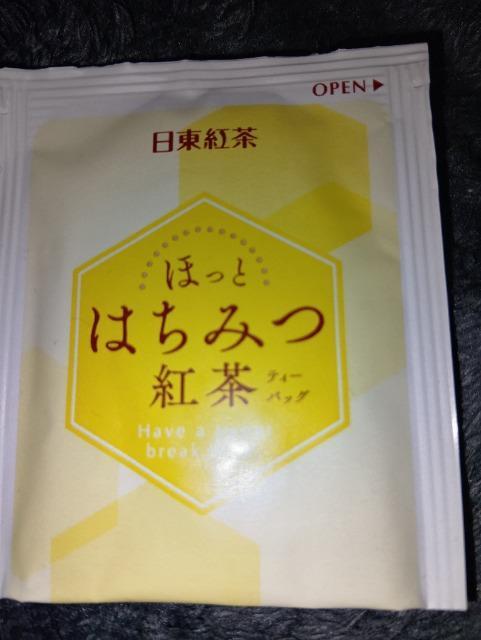 OPEN▶
日東紅茶
ほっと
はちみつ
紅茶 ティー
バッグ
Have a
break